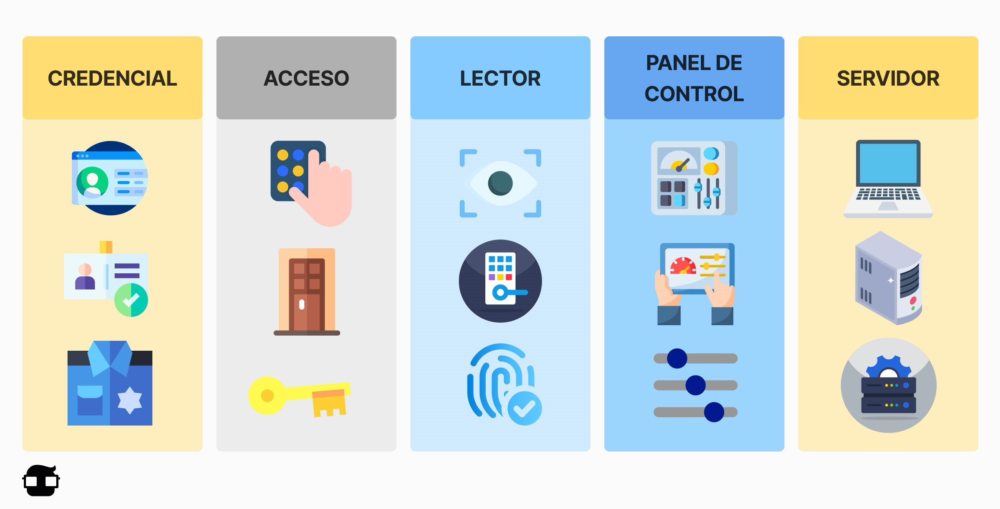 CREDENCIAL
ACCESO
LECTOR
PANEL DE
CONTROL
SERVIDOR